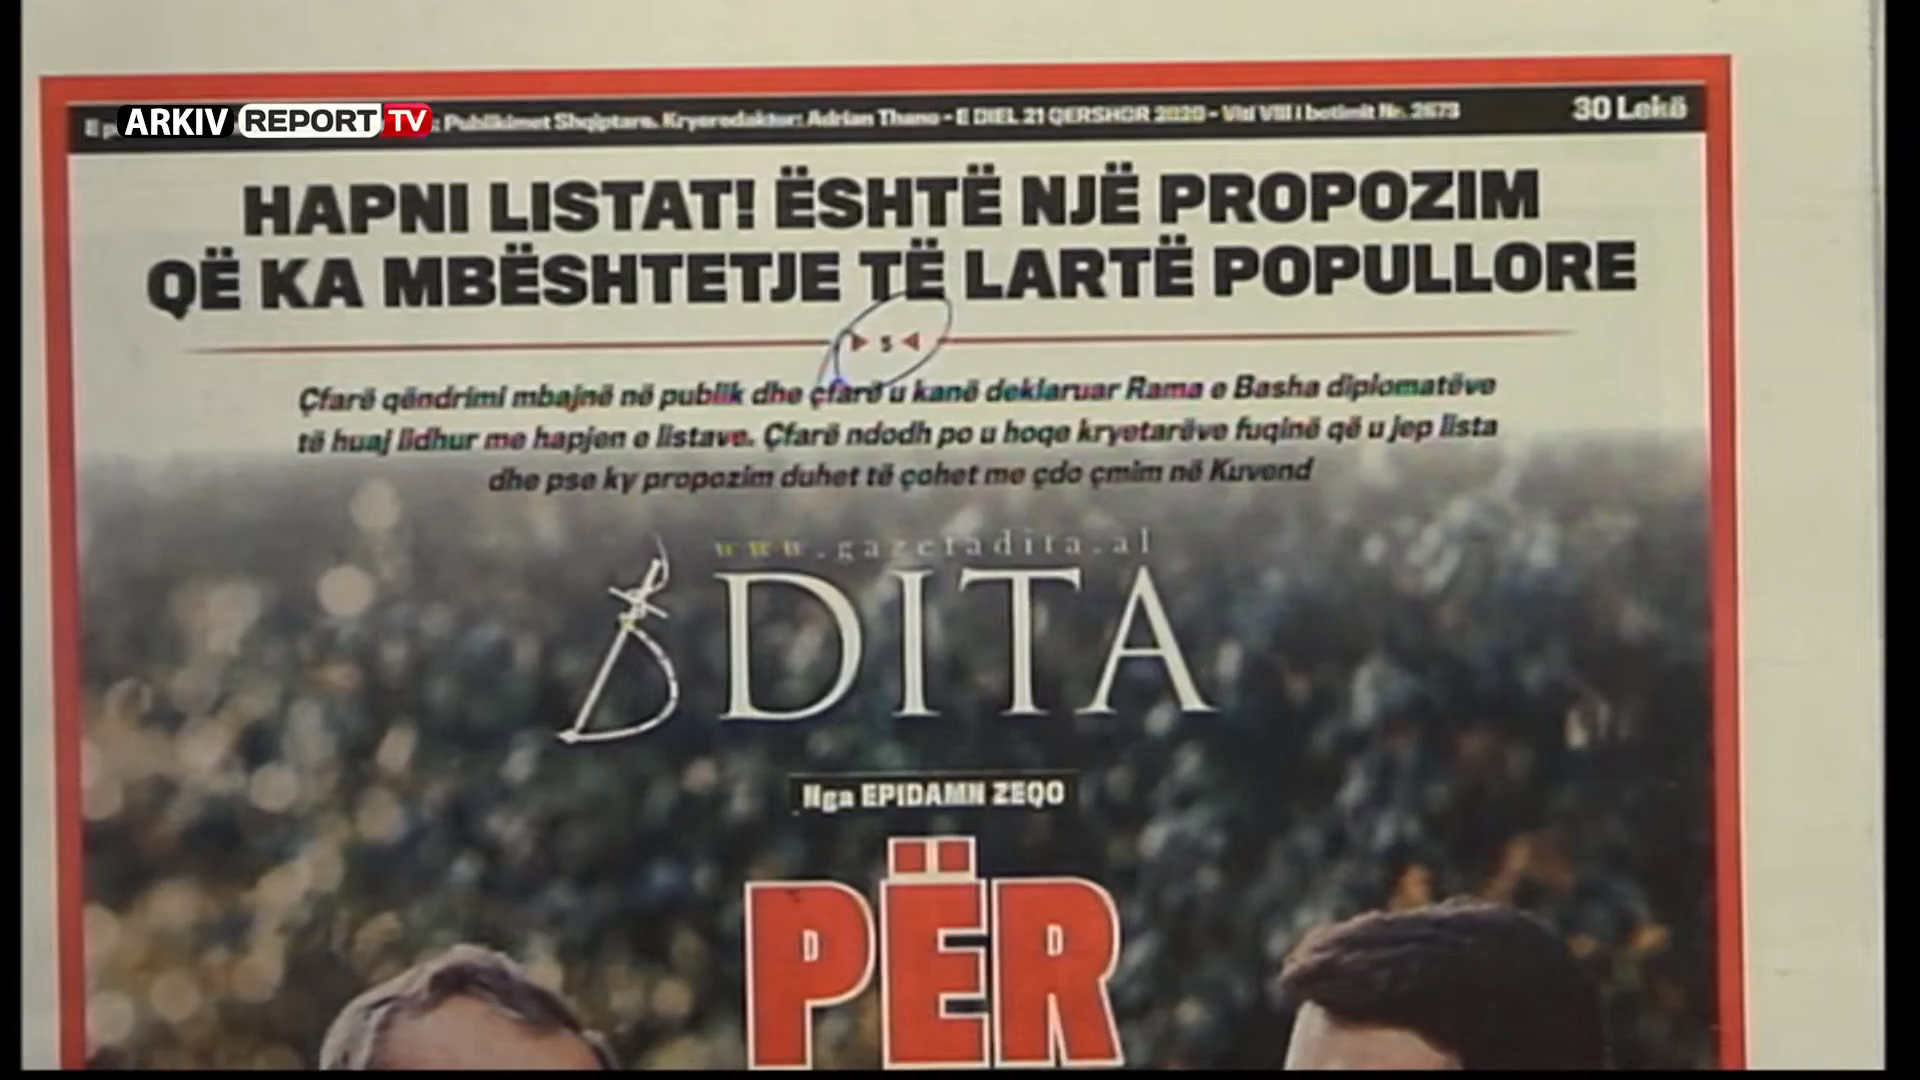 ARKIV REPORT TV
: Publikimet Shqiptare. Kryeredaktor: Adrian Thano - E DIEL 21 QERSHOR 2020 - Viti VIII i botimit Nr. 2673 30 Lekë
HAPNI LISTAT! ËSHTË NJË PROPOZIM
QË KA MBËSHTETJE TË LARTË POPULLORE
5
Çfarë qëndrimi mbajnë në publik dhe çfarë u kanë deklaruar Rama e Basha diplomatëve
të huaj lidhur me hapjen e listave. Çfarë ndodh po u hoqe kryetarëve fuqinë që u jep lista
dhe pse ky propozim duhet të çohet me çdo çmim në Kuvend
www.gazetadita.al
DITA
Nga EPIDAMN ZEQO
PËR